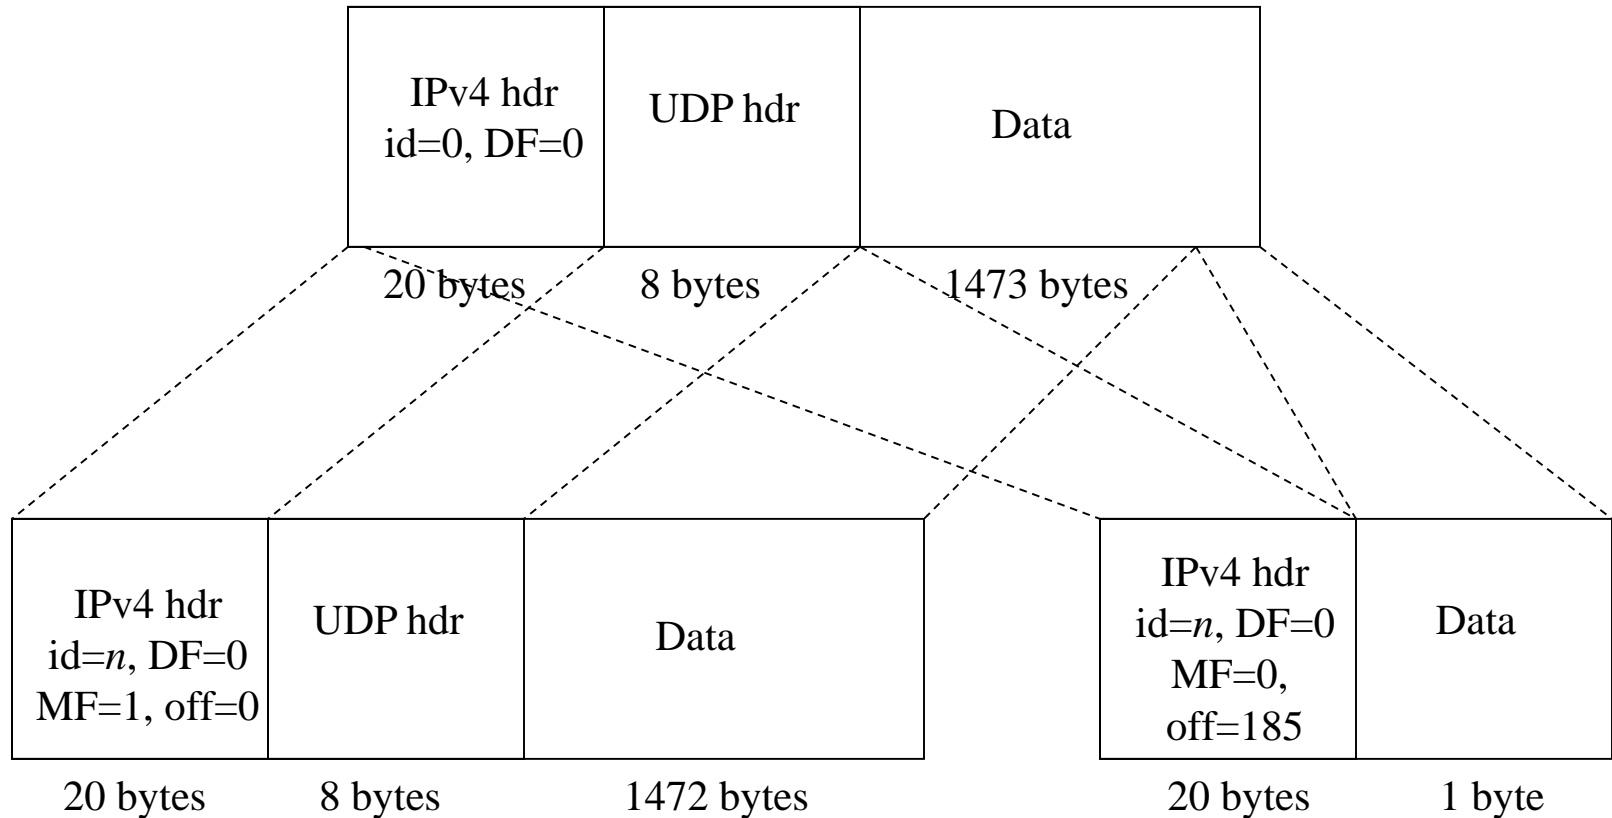 IPv4 hdr
id=0, DF=0
UDP hdr
Data
20 bytes
8 bytes
1473 bytes
IPv4 hdr
id=n, DF=0
MF=1, off=0
UDP hdr
Data
IPv4 hdr
id=n, DF=0
MF=0,
off=185
Data
20 bytes
8 bytes
1472 bytes
20 bytes
1 byte